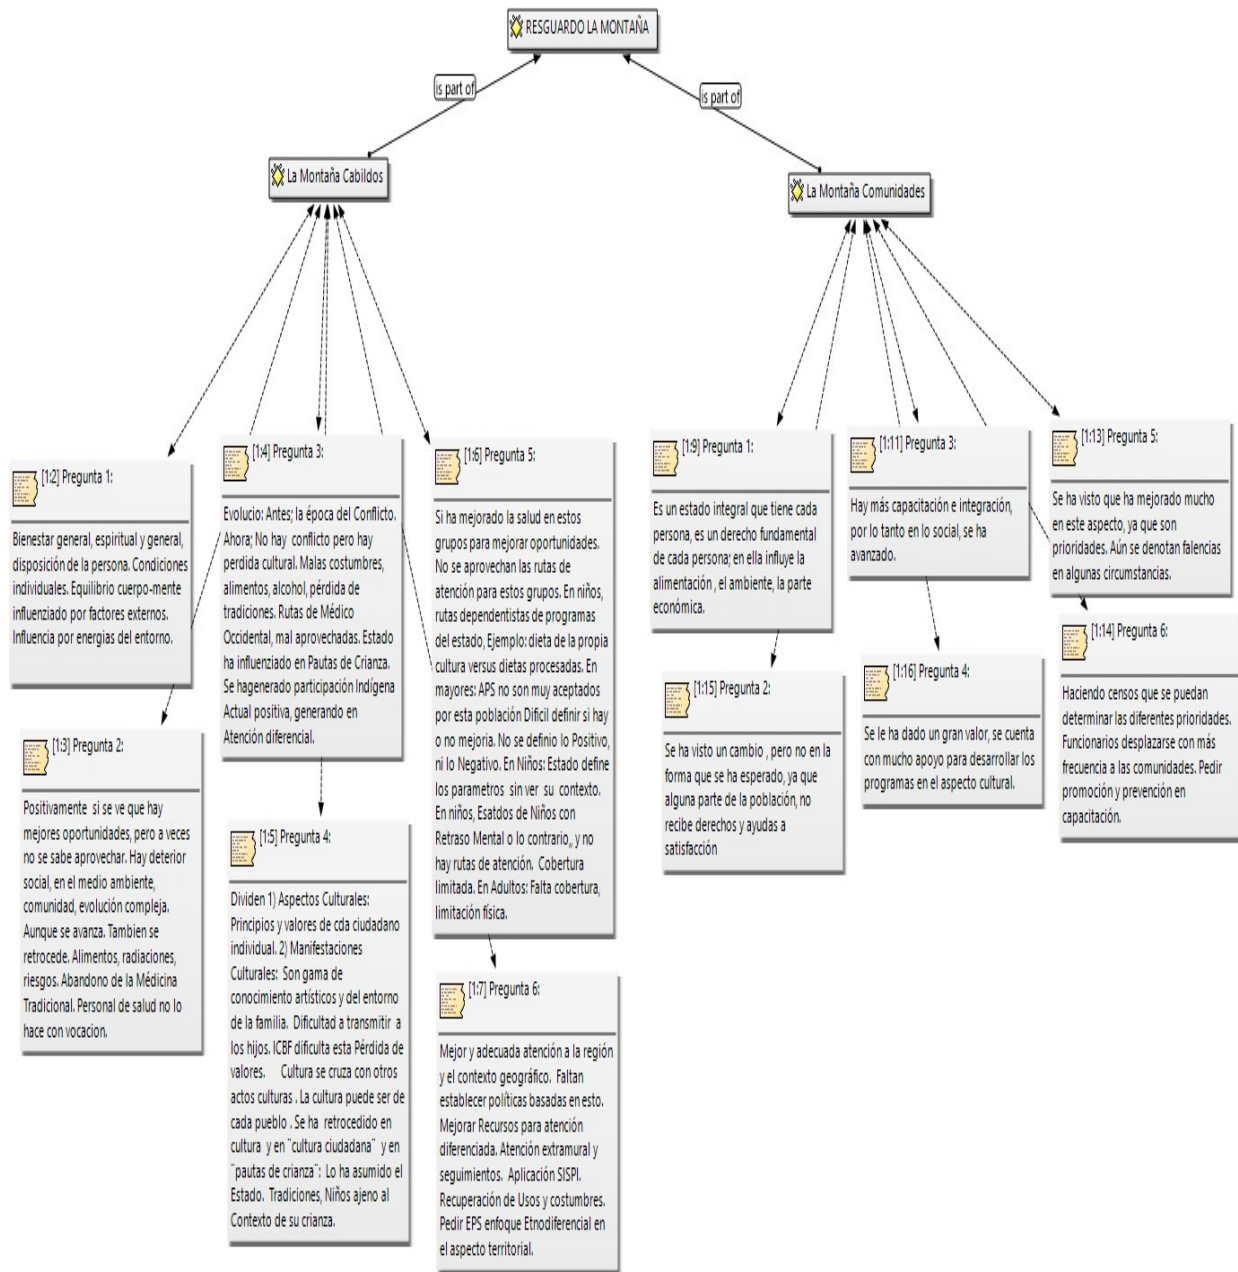 RESGUARDO LA MONTAÑA
is part of
is part of
La Montaña Cabildos
La Montaña Comunidades
[1:2] Pregunta 1:
Bienestar general, espiritual y general,
disposición de la persona. Condiciones
individuales. Equilibrio cuerpo-mente
influenziado por factores externos.
Influencia por energias del entorno.
[1:3] Pregunta 2:
Positivamente si se ve que hay
mejores oportunidades, pero a veces
no se sabe aprovechar. Hay deterior
social, en el medio ambiente,
comunidad, evolución compleja.
Aunque se avanza. Tambien se
retrocede. Alimentos, radiaciones,
riesgos. Abandono de la Médicina
Tradicional. Personal de salud no lo
hace con vocacion.
[1:4] Pregunta 3:
Evolucio: Antes; la época del Conflicto.
Ahora; No hay conflicto pero hay
perdida cultural. Malas costumbres,
alimentos, alcohol, pérdida de
tradiciones. Rutas de Médico
Occidental, mal aprovechadas. Estado
ha influenziado en Pautas de Crianza.
Se hagenerado participación Indígena
Actual positiva, generando en
Atención diferencial.
[1:5] Pregunta 4:
Dividen 1) Aspectos Culturales:
Principios y valores de cda ciudadano
individual. 2) Manifestaciones
Culturales: Son gama de
conocimiento artísticos y del entorno
de la familia. Dificultad a transmitir a
los hijos. ICBF dificulta esta Pérdida de
valores. Cultura se cruza con otros
actos culturas . La cultura puede ser de
cada pueblo . Se ha retrocedido en
cultura y en ¨cultura ciudadana¨ y en
¨pautas de crianza¨: Lo ha asumido el
Estado. Tradiciones, Niños ajeno al
Contexto de su crianza.
[1:6] Pregunta 5:
Si ha mejorado la salud en estos
grupos para mejorar oportunidades.
No se aprovechan las rutas de
atención para estos grupos. En niños,
rutas dependentistas de programas
del estado, Ejemplo: dieta de la propia
cultura versus dietas procesadas. En
mayores: APS no son muy aceptados
por esta población Dificil definir si hay
o no mejoria. No se definio lo Positivo,
ni lo Negativo. En Niños: Estado define
los parametros sin ver su contexto.
En niños, Esatdos de Niños con
Retraso Mental o lo contrario,, y no
hay rutas de atención. Cobertura
limitada. En Adultos: Falta cobertura,
limitación física.
[1:7] Pregunta 6:
Mejor y adecuada atención a la región
y el contexto geográfico. Faltan
establecer políticas basadas en esto.
Mejorar Recursos para atención
diferenciada. Atención extramural y
seguimientos. Aplicación SISPI.
Recuperación de Usos y costumbres.
Pedir EPS enfoque Etnodiferencial en
el aspecto territorial.
[1:9] Pregunta 1:
Es un estado integral que tiene cada
persona, es un derecho fundamental
de cada persona; en ella influye la
alimentación , el ambiente, la parte
económica.
[1:15] Pregunta 2:
Se ha visto un cambio , pero no en la
forma que se ha esperado, ya que
alguna parte de la población, no
recibe derechos y ayudas a
satisfacción
[1:11] Pregunta 3:
Hay más capacitación e integración,
por lo tanto en lo social, se ha
avanzado.
[1:16] Pregunta 4:
Se le ha dado un gran valor, se cuenta
con mucho apoyo para desarrollar los
programas en el aspecto cultural.
[1:13] Pregunta 5:
Se ha visto que ha mejorado mucho
en este aspecto, ya que son
prioridades. Aún se denotan falencias
en algunas circunstancias.
[1:14] Pregunta 6:
Haciendo censos que se puedan
determinar las diferentes prioridades.
Funcionarios desplazarse con más
frecuencia a las comunidades. Pedir
promoción y prevención en
capacitación.